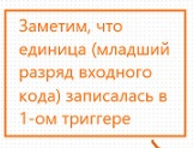 Заметим, что
единица (младший
разряд входного
кода) записалась в
1-ом триггере